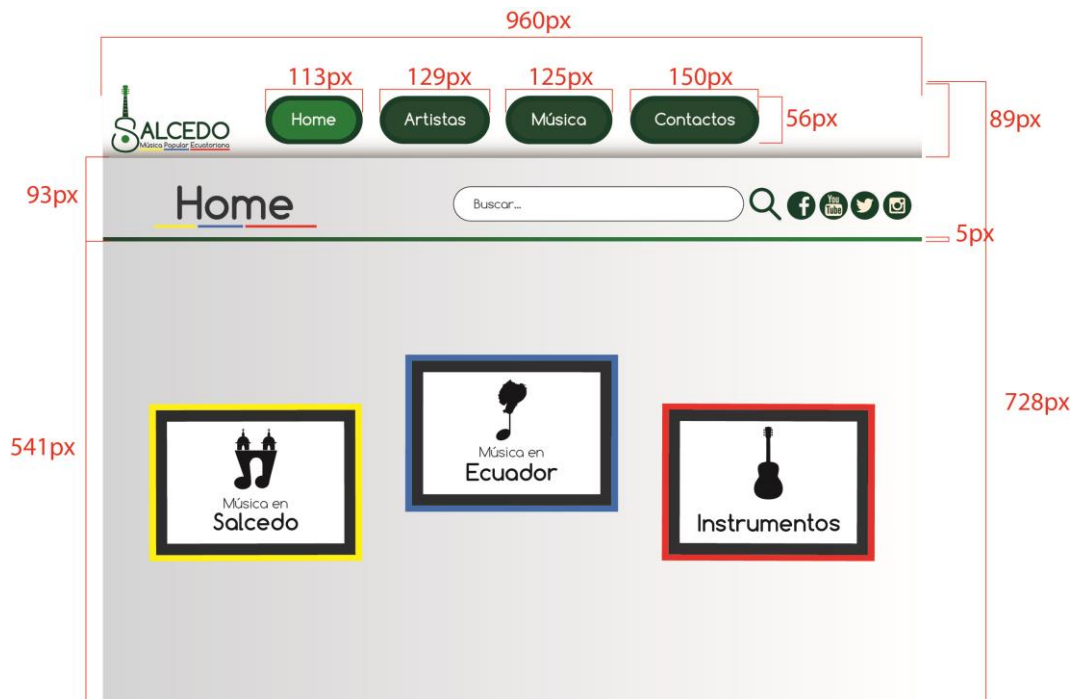 960px
113px
129px
125px
150px
SALCEDO
Música Popular Ecuatoriana
Home
Artistas
Música
Contactos
56px
89px
93px
Home
Buscar...
You
Tube
5px
541px
728px
Música en
Salcedo
Música en
Ecuador
Instrumentos